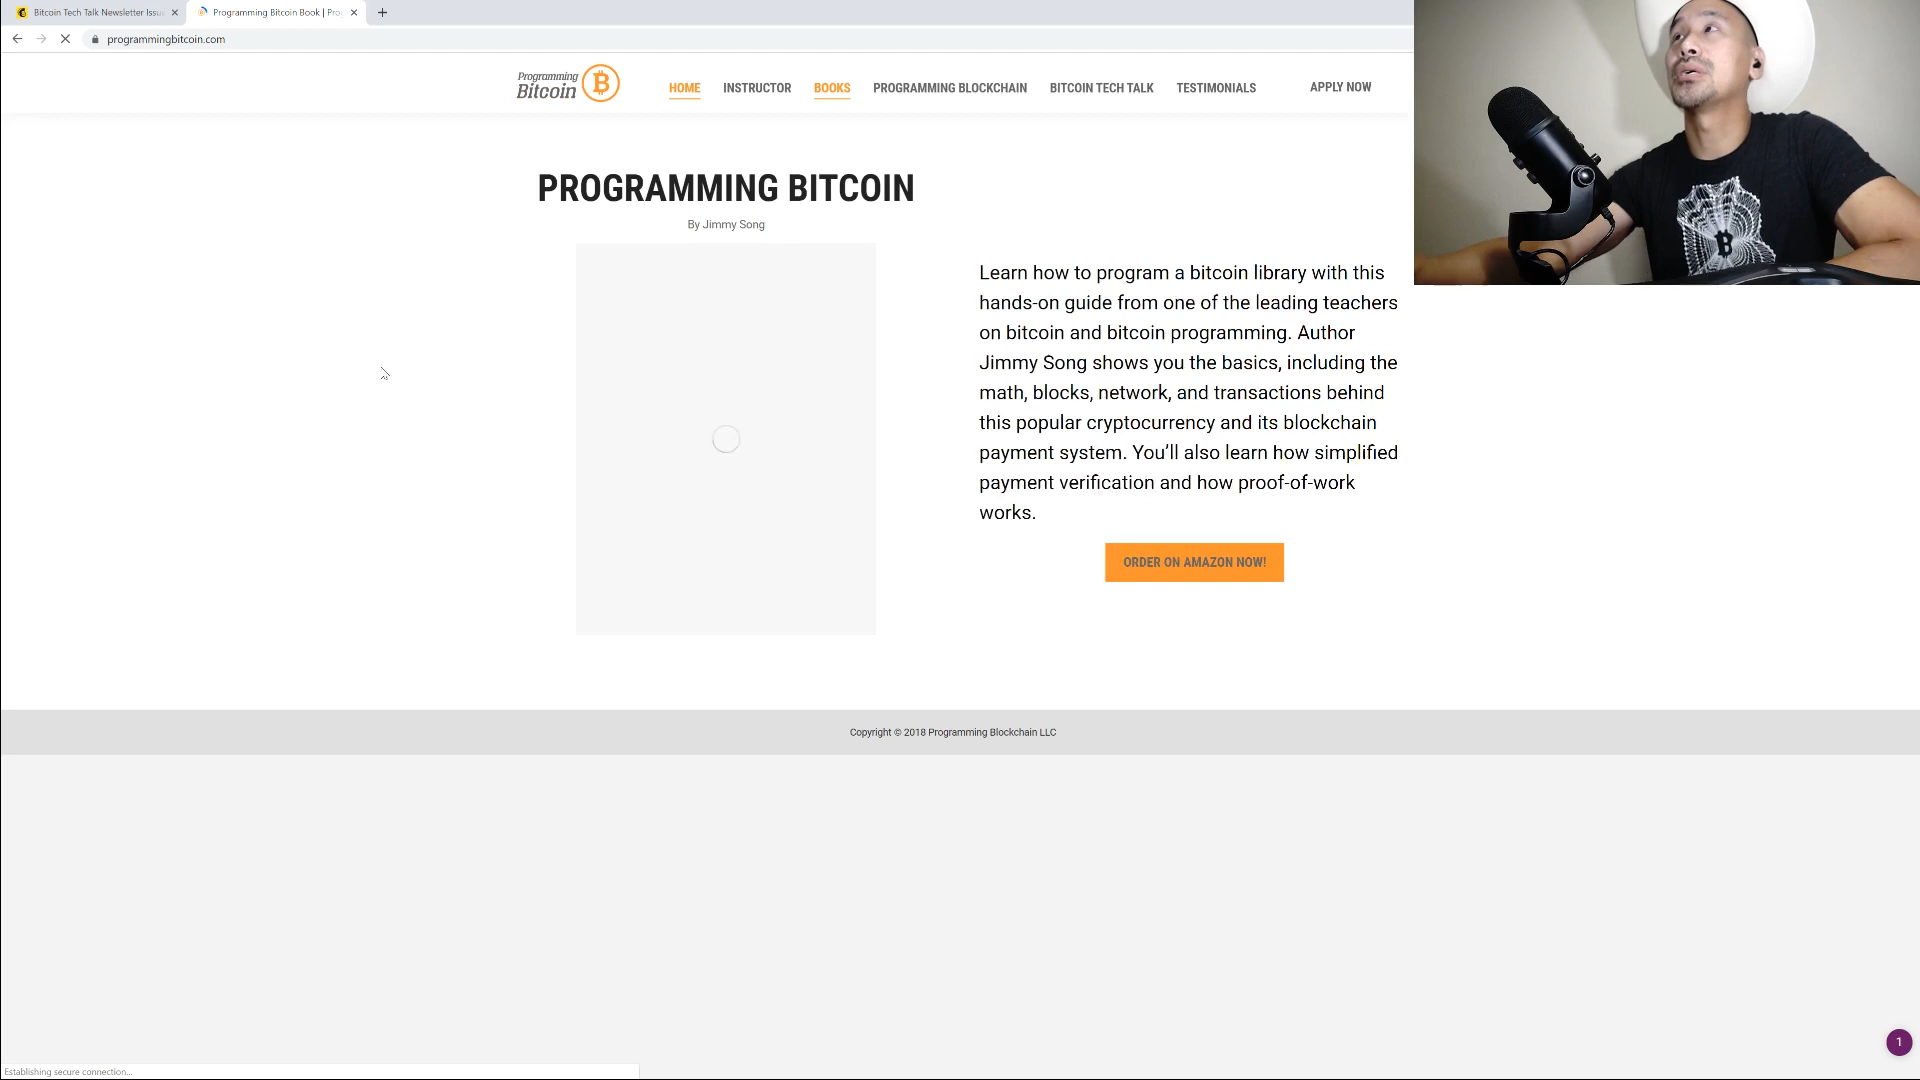 Bitcoin Tech Talk Newsletter Issu
Programming Bitcoin Book | Pro
programmingbitcoin.com
Programming
Bitcoin
HOME
INSTRUCTOR
BOOKS
PROGRAMMING BLOCKCHAIN
BITCOIN TECH TALK
TESTIMONIALS
APPLY NOW
PROGRAMMING BITCOIN
By Jimmy Song
Learn how to program a bitcoin library with this
hands-on guide from one of the leading teachers
on bitcoin and bitcoin programming. Author
Jimmy Song shows you the basics, including the
math, blocks, network, and transactions behind
this popular cryptocurrency and its blockchain
payment system. You’ll also learn how simplified
payment verification and how proof-of-work
works.
ORDER ON AMAZON NOW!
Copyright © 2018 Programming Blockchain LLC
1
Establishing secure connection...